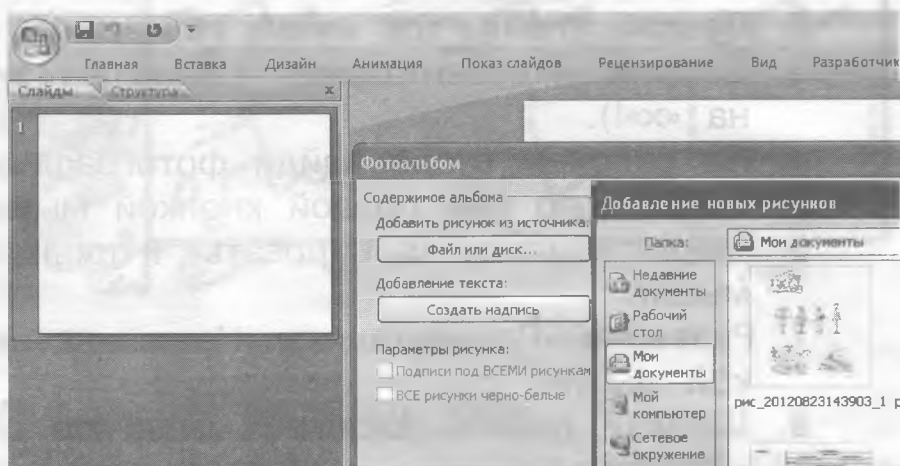 Главная Вставка Дизайн Анимация Показ слайдов Рецензирование Вид Разработчик
Слайды Структура x
1
Фотоальбом
Содержимое альбома
Добавить рисунок из источника:
Файл или диск...
Добавление текста:
Создать надпись
Параметры рисунка:
Подписи под ВСЕМИ рисункам
ВСЕ рисунки черно-белые
Добавление новых рисунков
Папка: Мои документы
Недавние
документы
Рабочий
стол
Мои
документы
Мой
компьютер
Сетевое
окружение
рис_20120823143903_1 р